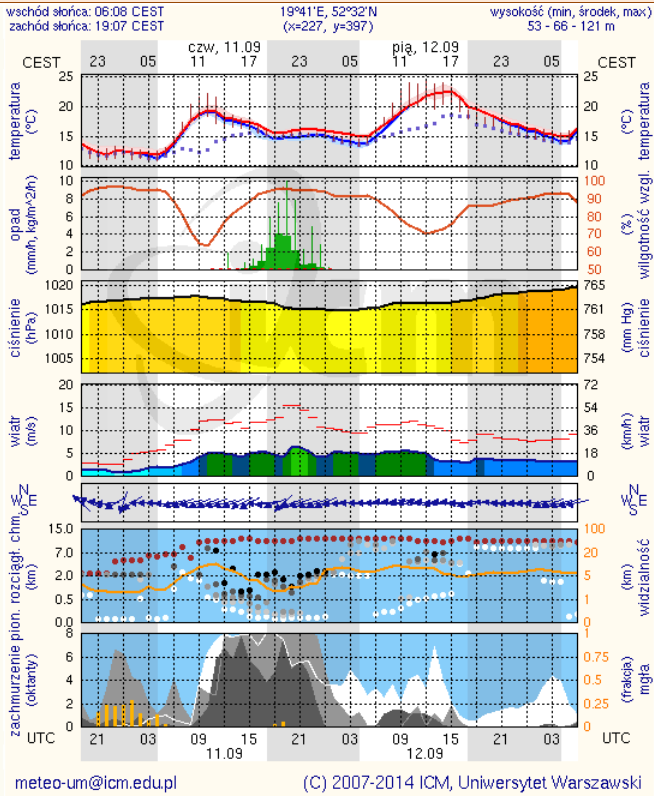 wschód słońca: 06:08 CEST 19°41'E, 52°32'N wysokość (min, środek, max)
zachód słońca: 19:07 CEST (x=227, y=397) 53 - 66 - 121 m
czw, 11.09 pią, 12.09
CEST 23 05 11 17 23 05 11 17 23 05 CEST
temperatura
(°C)
25
20
15
10
25
20
15
10
(°C)
temperatura
opad
(mm/h, kg/m^2/h)
10
8
6
4
2
0
100
90
80
70
60
50
(%)
wilgotność wzgl.
ciśnienie
(hPa)
1020
1015
1010
1005
765
761
758
754
(mm Hg)
ciśnienie
wiatr
(m/s)
20
15
10
5
0
72
54
36
18
0
(km/h)
wiatr
N
W E
S
N
W E
S
pion. rozciągł. chm.
(km)
15.0
7.0
2.0
0.5
0.0
100
20
5
1
0
(km)
widzialność
zachmurzenie
(oktanty)
8
6
4
2
0
1
0.75
0.5
0.25
0
(frakcja)
mgła
UTC 21 03 09 15 21 03 09 15 21 03 UTC
11.09 12.09
meteo-um@icm.edu.pl (C) 2007-2014 ICM, Uniwersytet Warszawski